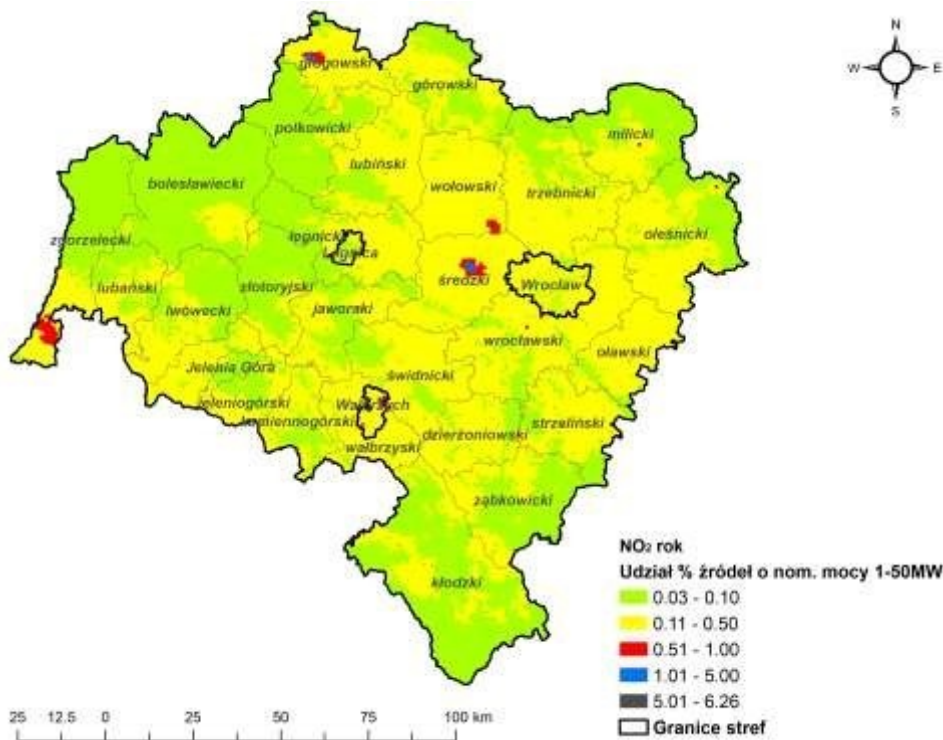 N
W E
S
głogowski
górowski
polkowicki
milicki
lubiński
bolesławiecki
wołowski
trzebnicki
zgorzelecki
legnicki
Legnica
oleśnicki
lubański
złotoryjski
średzki
Wrocław
lwówecki
jaworski
wrocławski
oławski
Jelenia Góra
świdnicki
jeleniogórski
Wałbrzych
kamiennogórski
strzeliński
dzierżoniowski
wałbrzyski
ząbkowicki
kłodzki
NO₂ rok
Udział % źródeł o nom. mocy 1-50MW
0.03 - 0.10
0.11 - 0.50
0.51 - 1.00
1.01 - 5.00
5.01 - 6.26
Granice stref
25 12.5 0 25 50 75 100 km